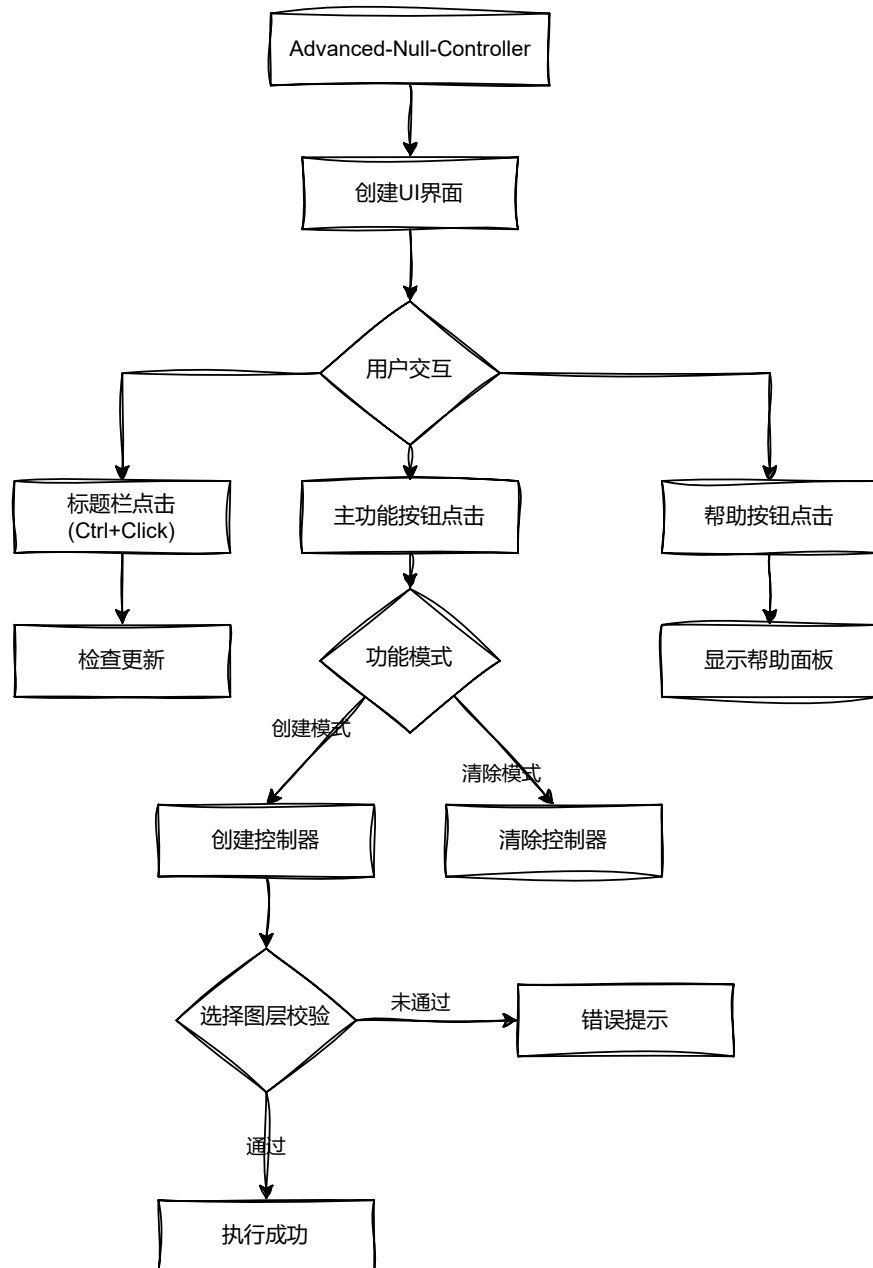 Advanced-Null-Controller
创建UI界面
用户交互
标题栏点击
(Ctrl+Click)
主功能按钮点击
帮助按钮点击
检查更新
功能模式
显示帮助面板
创建模式
清除模式
创建控制器
清除控制器
选择图层校验
未通过
错误提示
通过
执行成功